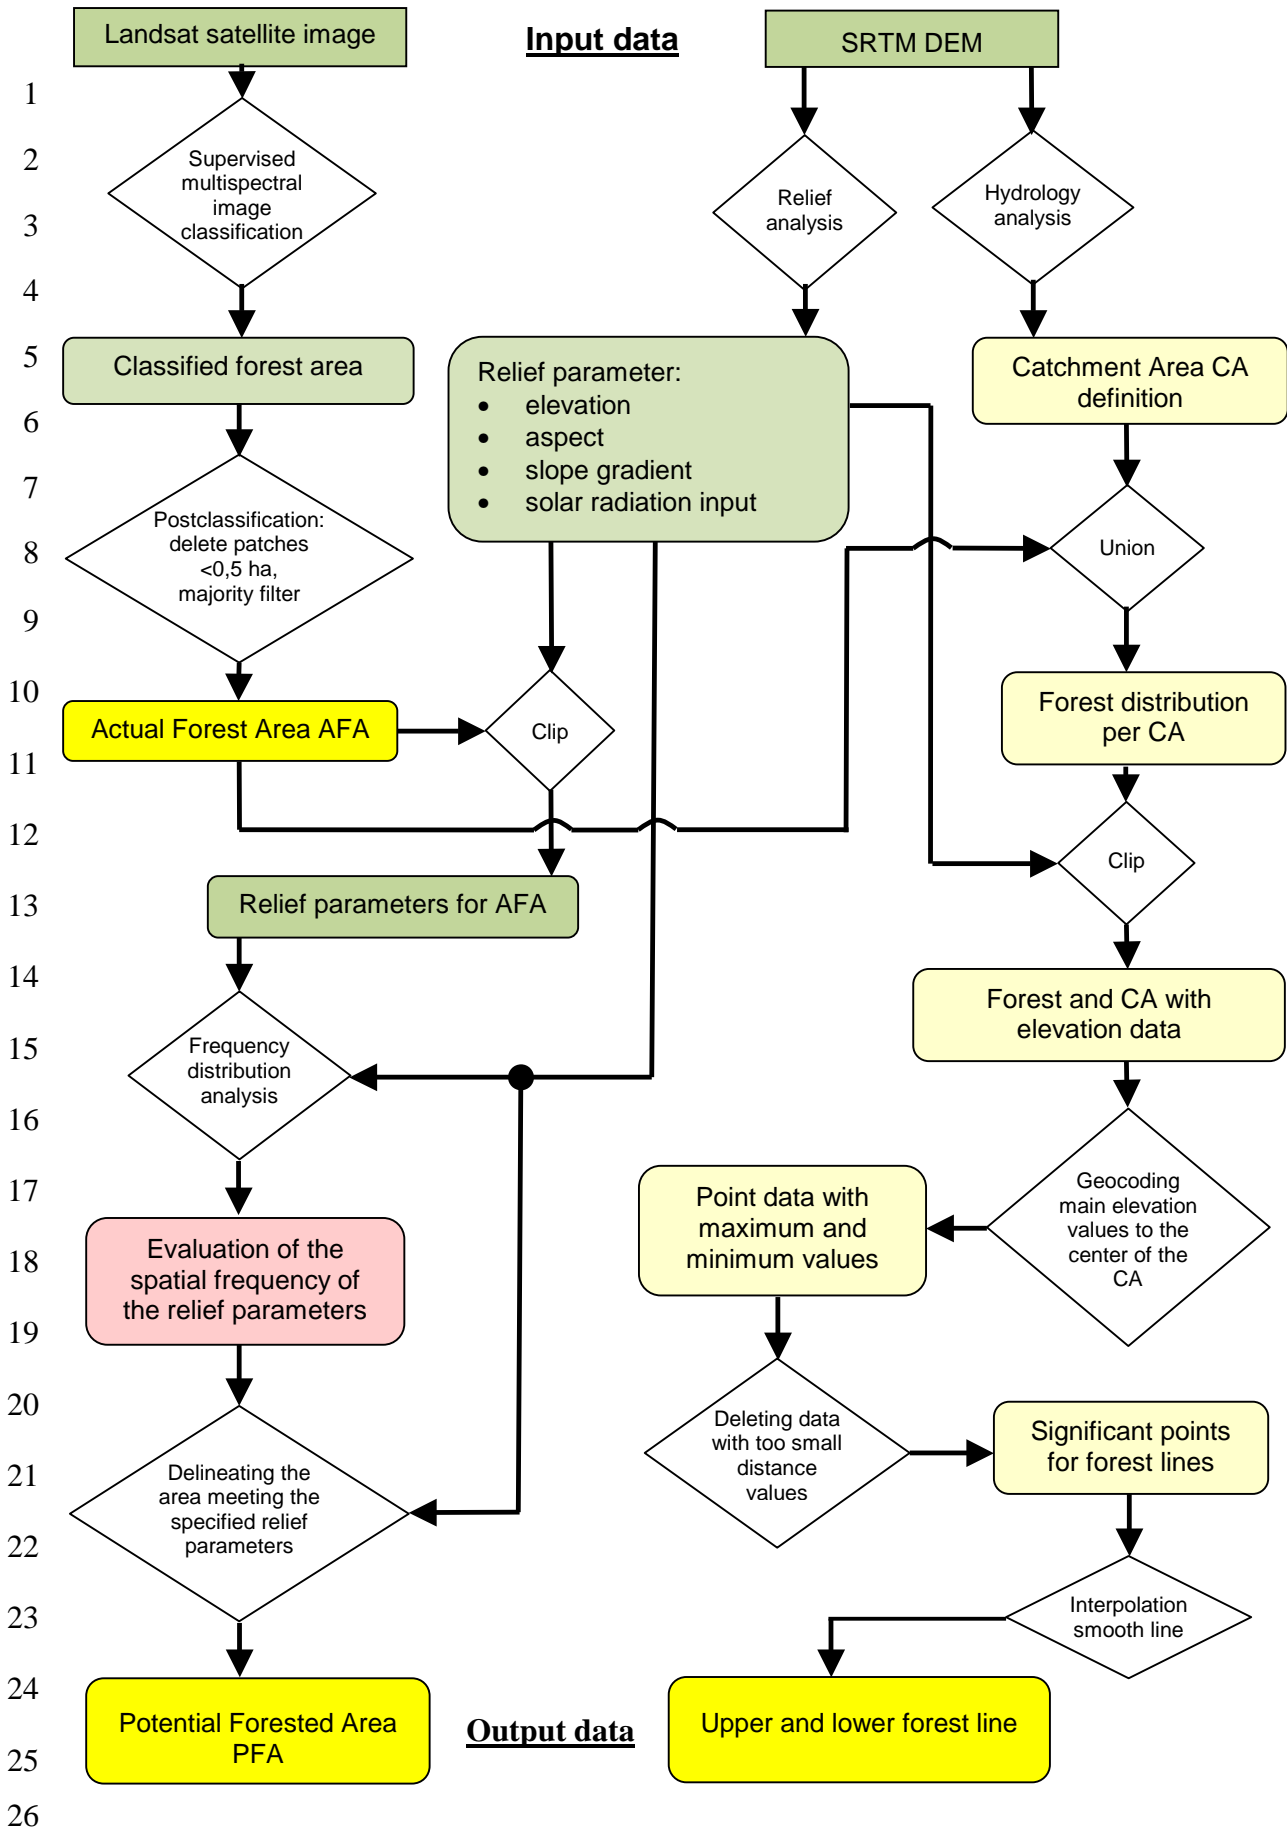 Landsat satellite image
Input data
SRTM DEM
1
2
3
4
5
6
7
8
9
10
11
12
13
14
15
16
17
18
19
20
21
22
23
24
25
26
Supervised
multispectral
image
classification
Relief
analysis
Hydrology
analysis
Classified forest area
Relief parameter:
• elevation
• aspect
• slope gradient
• solar radiation input
Catchment Area CA
definition
Postclassification:
delete patches
<0,5 ha,
majority filter
Union
Actual Forest Area AFA
Clip
Forest distribution
per CA
Clip
Relief parameters for AFA
Forest and CA with
elevation data
Frequency
distribution
analysis
Geocoding
main elevation
values to the
center of the
CA
Point data with
maximum and
minimum values
Evaluation of the
spatial frequency of
the relief parameters
Deleting data
with too small
distance
values
Significant points
for forest lines
Delineating the
area meeting the
specified relief
parameters
Interpolation
smooth line
Potential Forested Area
PFA
Output data
Upper and lower forest line